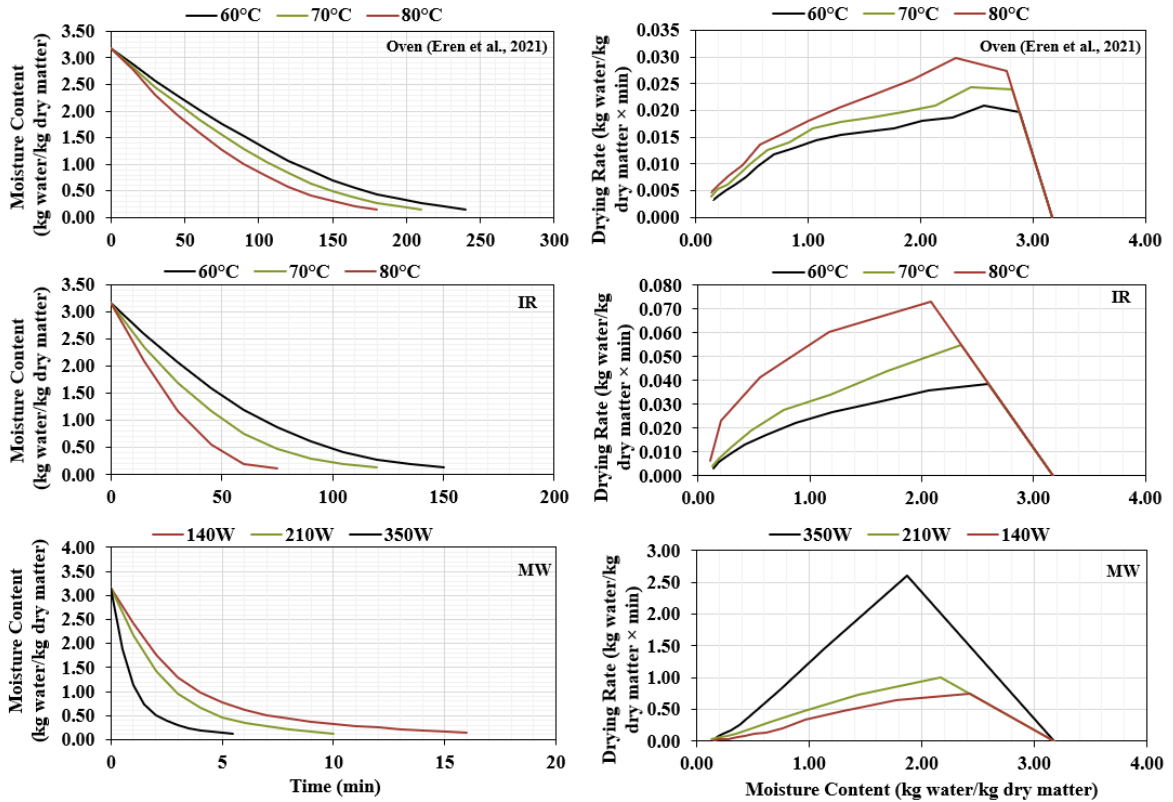 60°C 70°C 80°C
Oven (Eren et al., 2021)
Moisture Content
(kg water/kg dry matter)
3.50
3.00
2.50
2.00
1.50
1.00
0.50
0.00
0 50 100 150 200 250 300
60°C 70°C 80°C
Oven (Eren et al., 2021)
Drying Rate (kg water/kg
dry matter × min)
0.035
0.030
0.025
0.020
0.015
0.010
0.005
0.000
0.00 1.00 2.00 3.00 4.00
60°C 70°C 80°C
IR
Moisture Content
(kg water/kg dry matter)
3.50
3.00
2.50
2.00
1.50
1.00
0.50
0.00
0 50 100 150 200
60°C 70°C 80°C
IR
Drying Rate (kg water/kg
dry matter × min)
0.080
0.070
0.060
0.050
0.040
0.030
0.020
0.010
0.000
0.00 1.00 2.00 3.00 4.00
140W 210W 350W
MW
Moisture Content
(kg water/kg dry matter)
4.00
3.50
3.00
2.50
2.00
1.50
1.00
0.50
0.00
0 5 10 15 20
Time (min)
350W 210W 140W
MW
Drying Rate (kg water/kg
dry matter × min)
3.00
2.50
2.00
1.50
1.00
0.50
0.00
0.00 1.00 2.00 3.00 4.00
Moisture Content (kg water/kg dry matter)